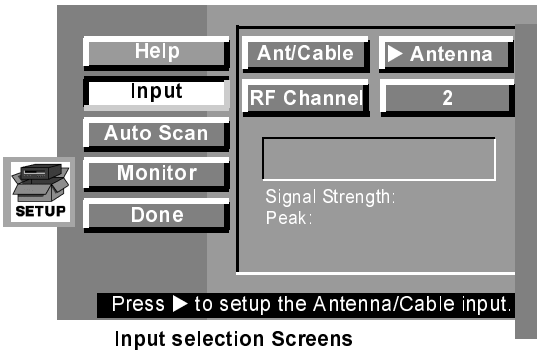 Help
Input
Auto Scan
Monitor
Done
SETUP
Ant/Cable ▶ Antenna
RF Channel 2
Signal Strength:
Peak:
Press ▶ to setup the Antenna/Cable input.
Input selection Screens